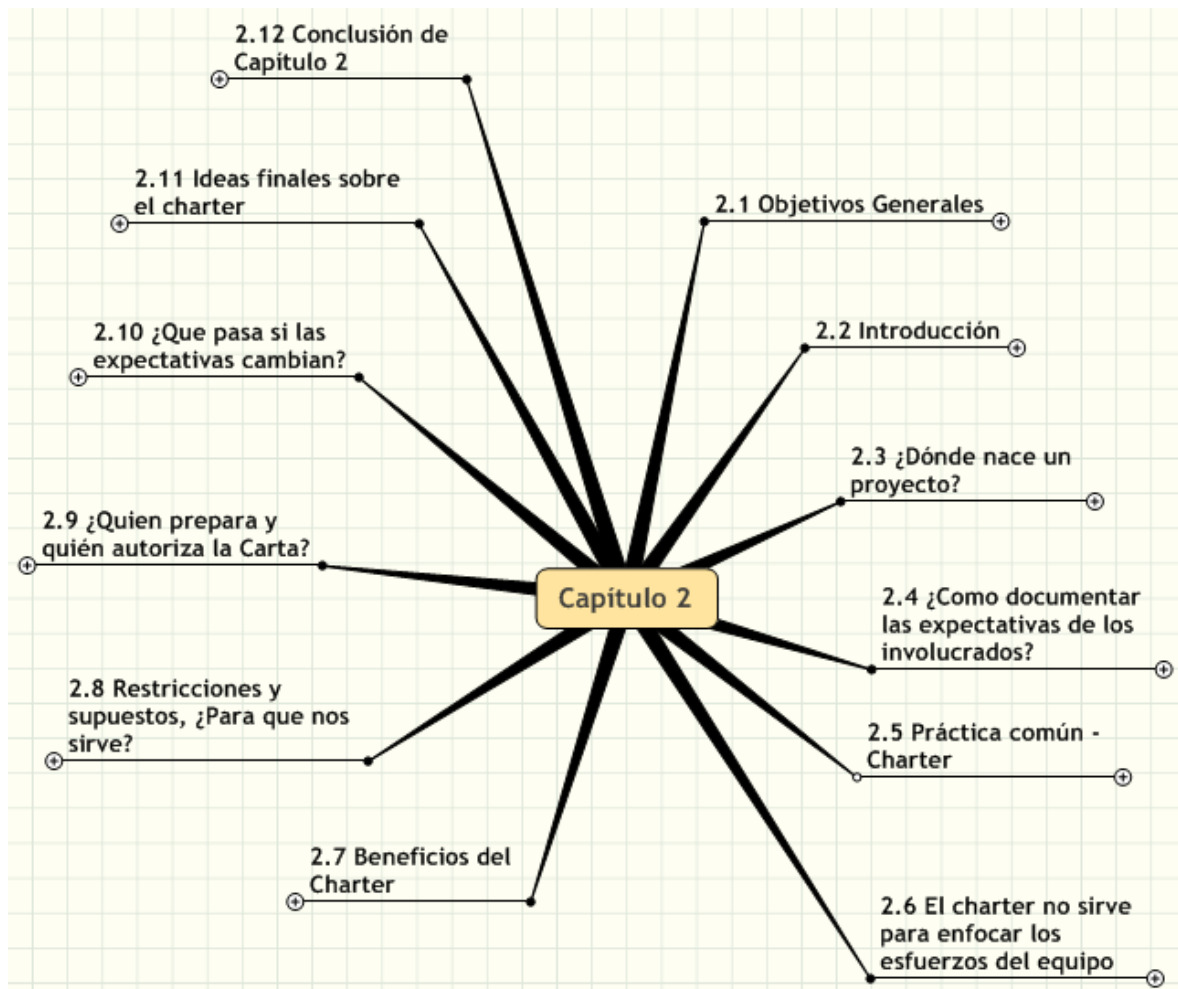 2.12 Conclusión de
Capítulo 2
2.11 Ideas finales sobre
el charter
2.1 Objetivos Generales
2.10 ¿Que pasa si las
expectativas cambian?
2.2 Introducción
2.3 ¿Dónde nace un
proyecto?
2.9 ¿Quien prepara y
quién autoriza la Carta?
Capítulo 2
2.4 ¿Como documentar
las expectativas de los
involucrados?
2.8 Restricciones y
supuestos, ¿Para que nos
sirve?
2.5 Práctica común -
Charter
2.7 Beneficios del
Charter
2.6 El charter no sirve
para enfocar los
esfuerzos del equipo